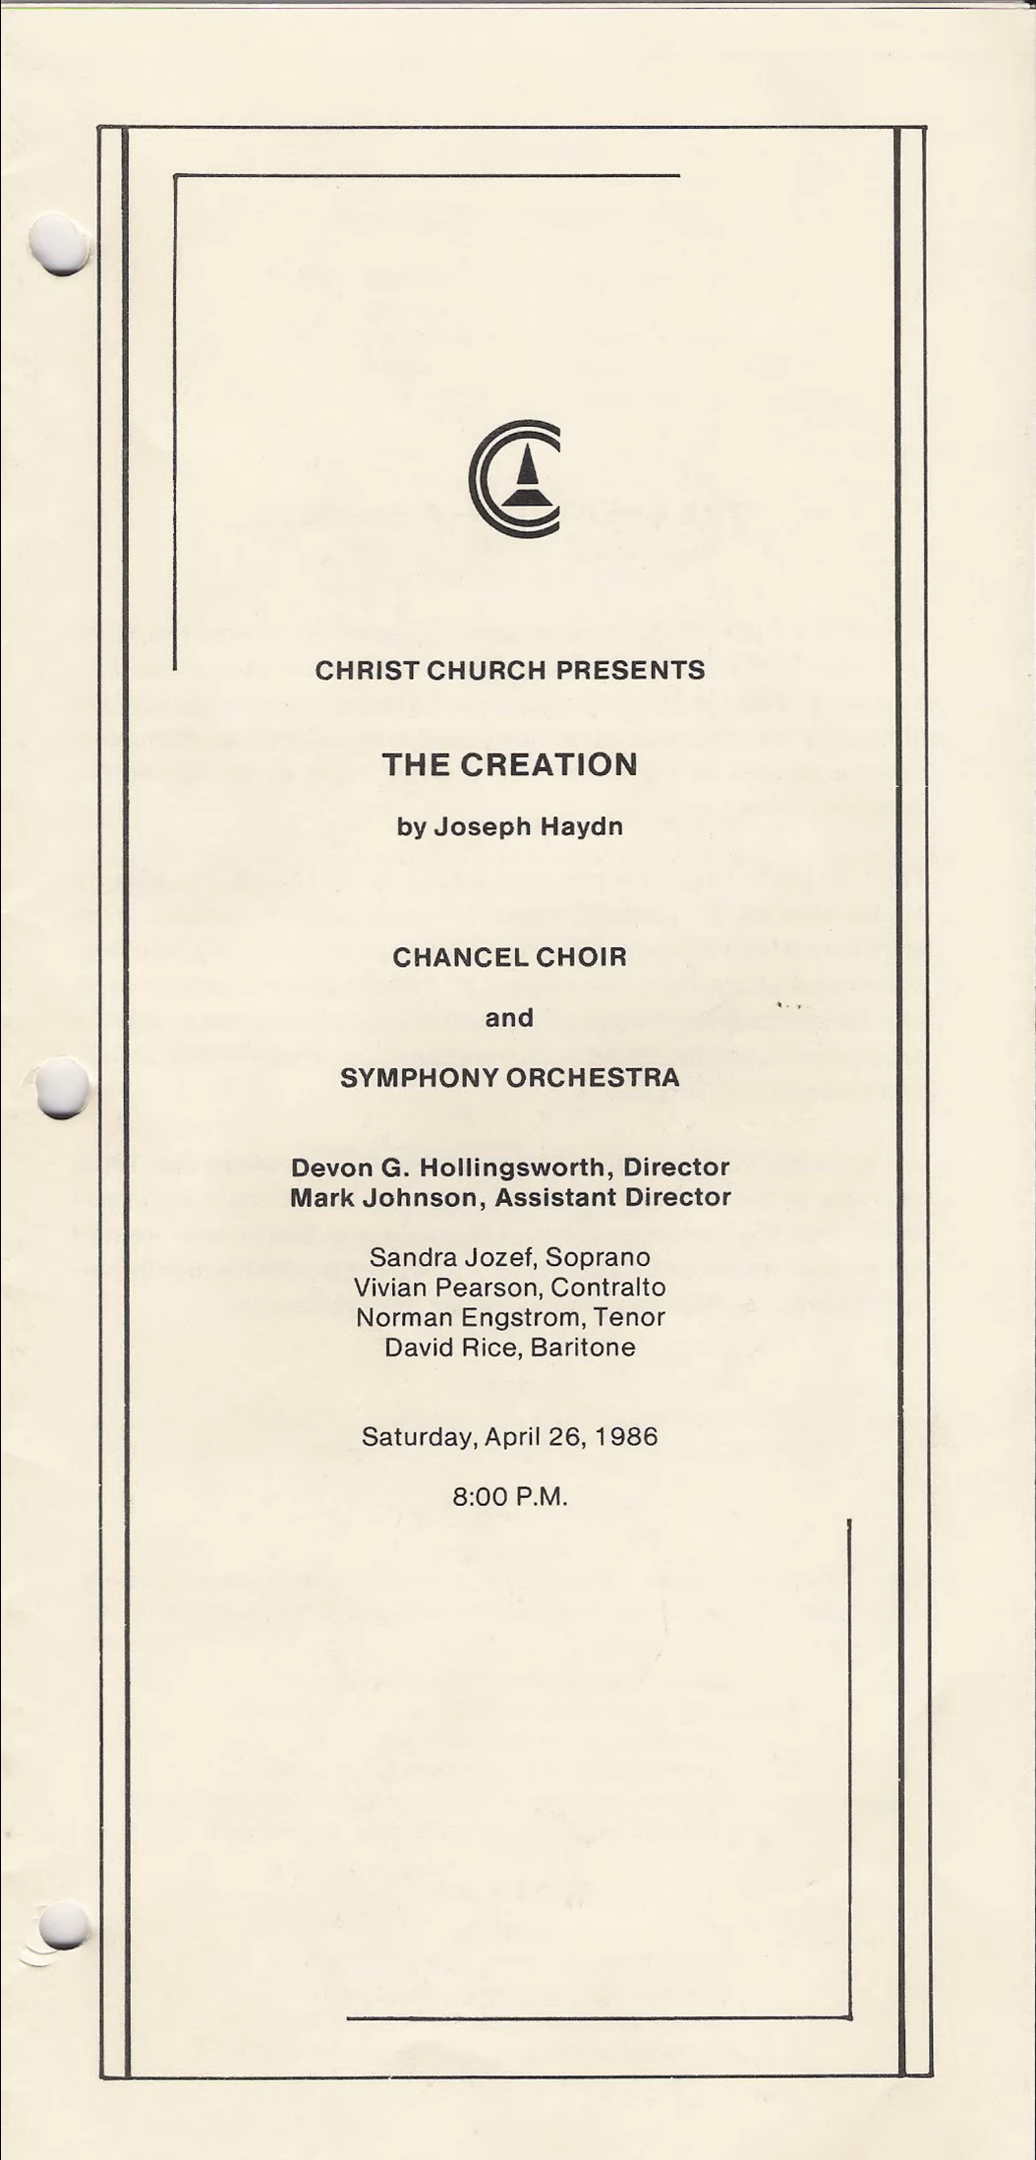 CHRIST CHURCH PRESENTS
THE CREATION
by Joseph Haydn
CHANCEL CHOIR
and
SYMPHONY ORCHESTRA
Devon G. Hollingsworth, Director
Mark Johnson, Assistant Director
Sandra Jozef, Soprano
Vivian Pearson, Contralto
Norman Engstrom, Tenor
David Rice, Baritone
Saturday, April 26, 1986
8:00 P.M.